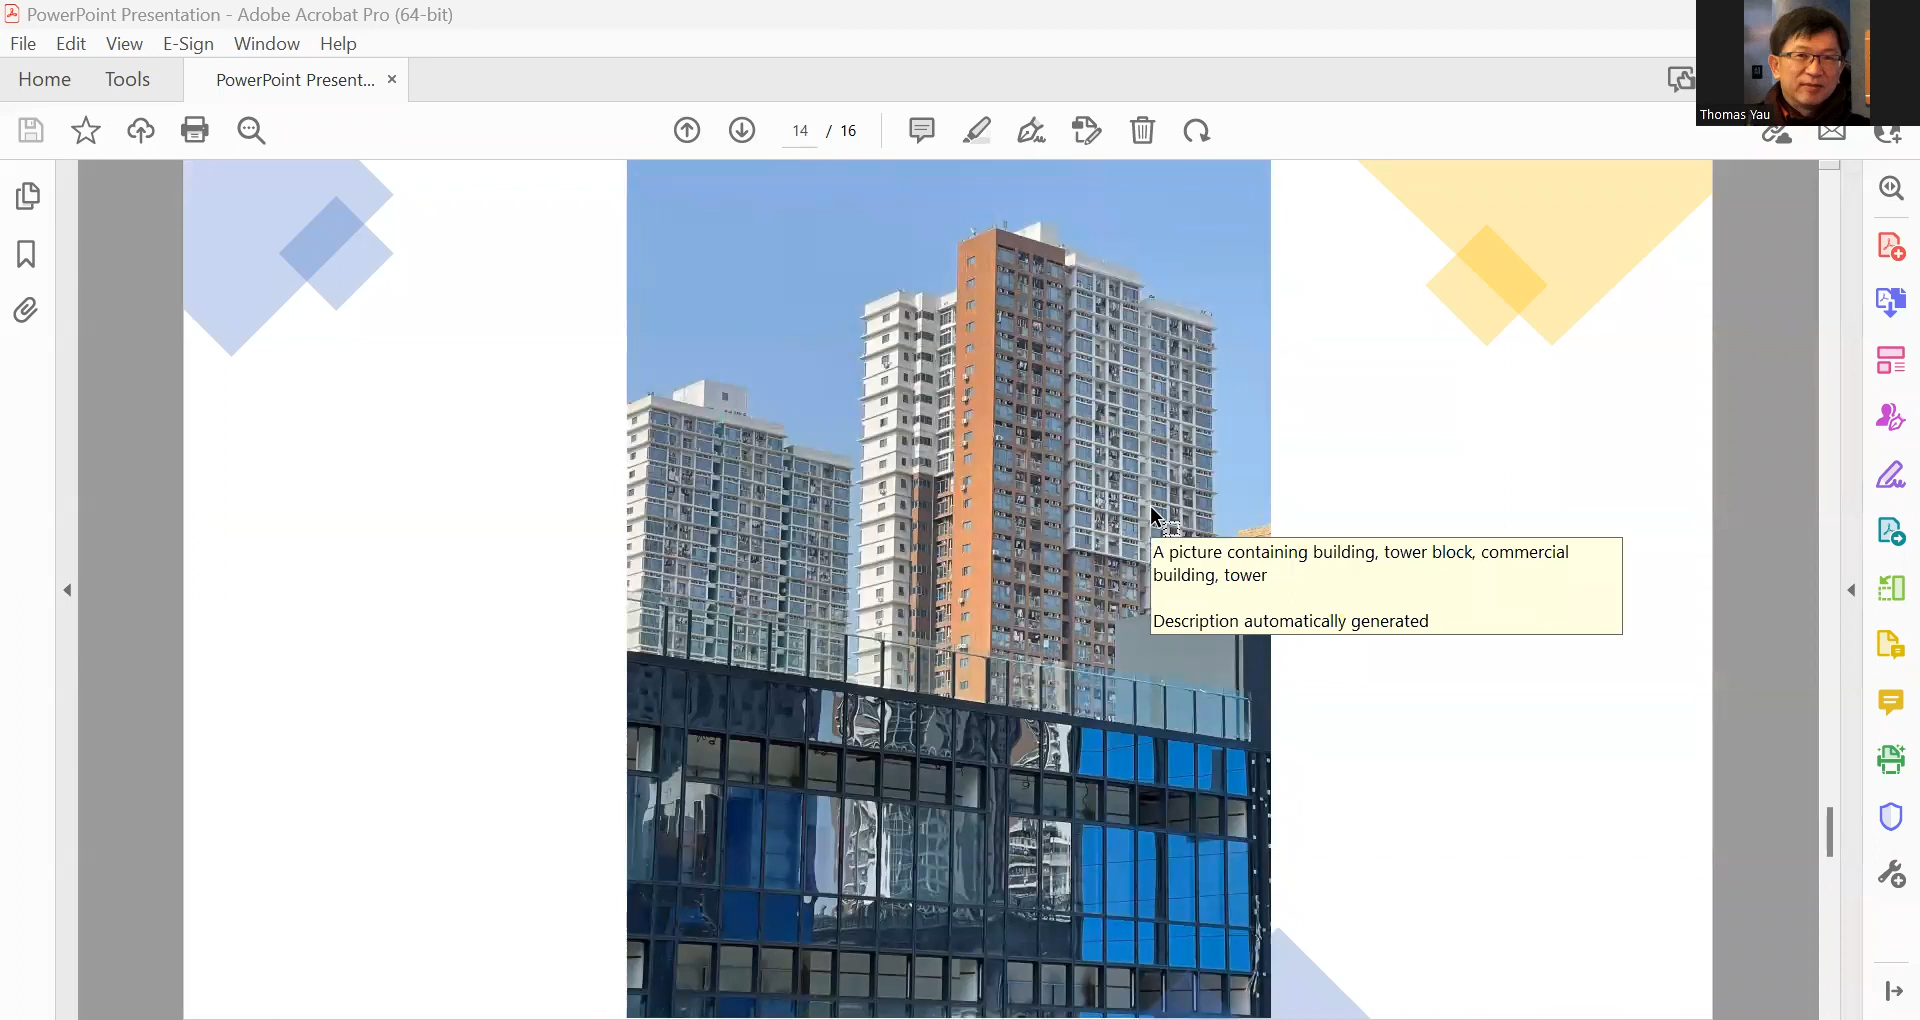 PowerPoint Presentation - Adobe Acrobat Pro (64-bit)
File Edit View E-Sign Window Help
Home Tools PowerPoint Present... ×
Thomas Yau
14 / 16
A picture containing building, tower block, commercial
building, tower
Description automatically generated